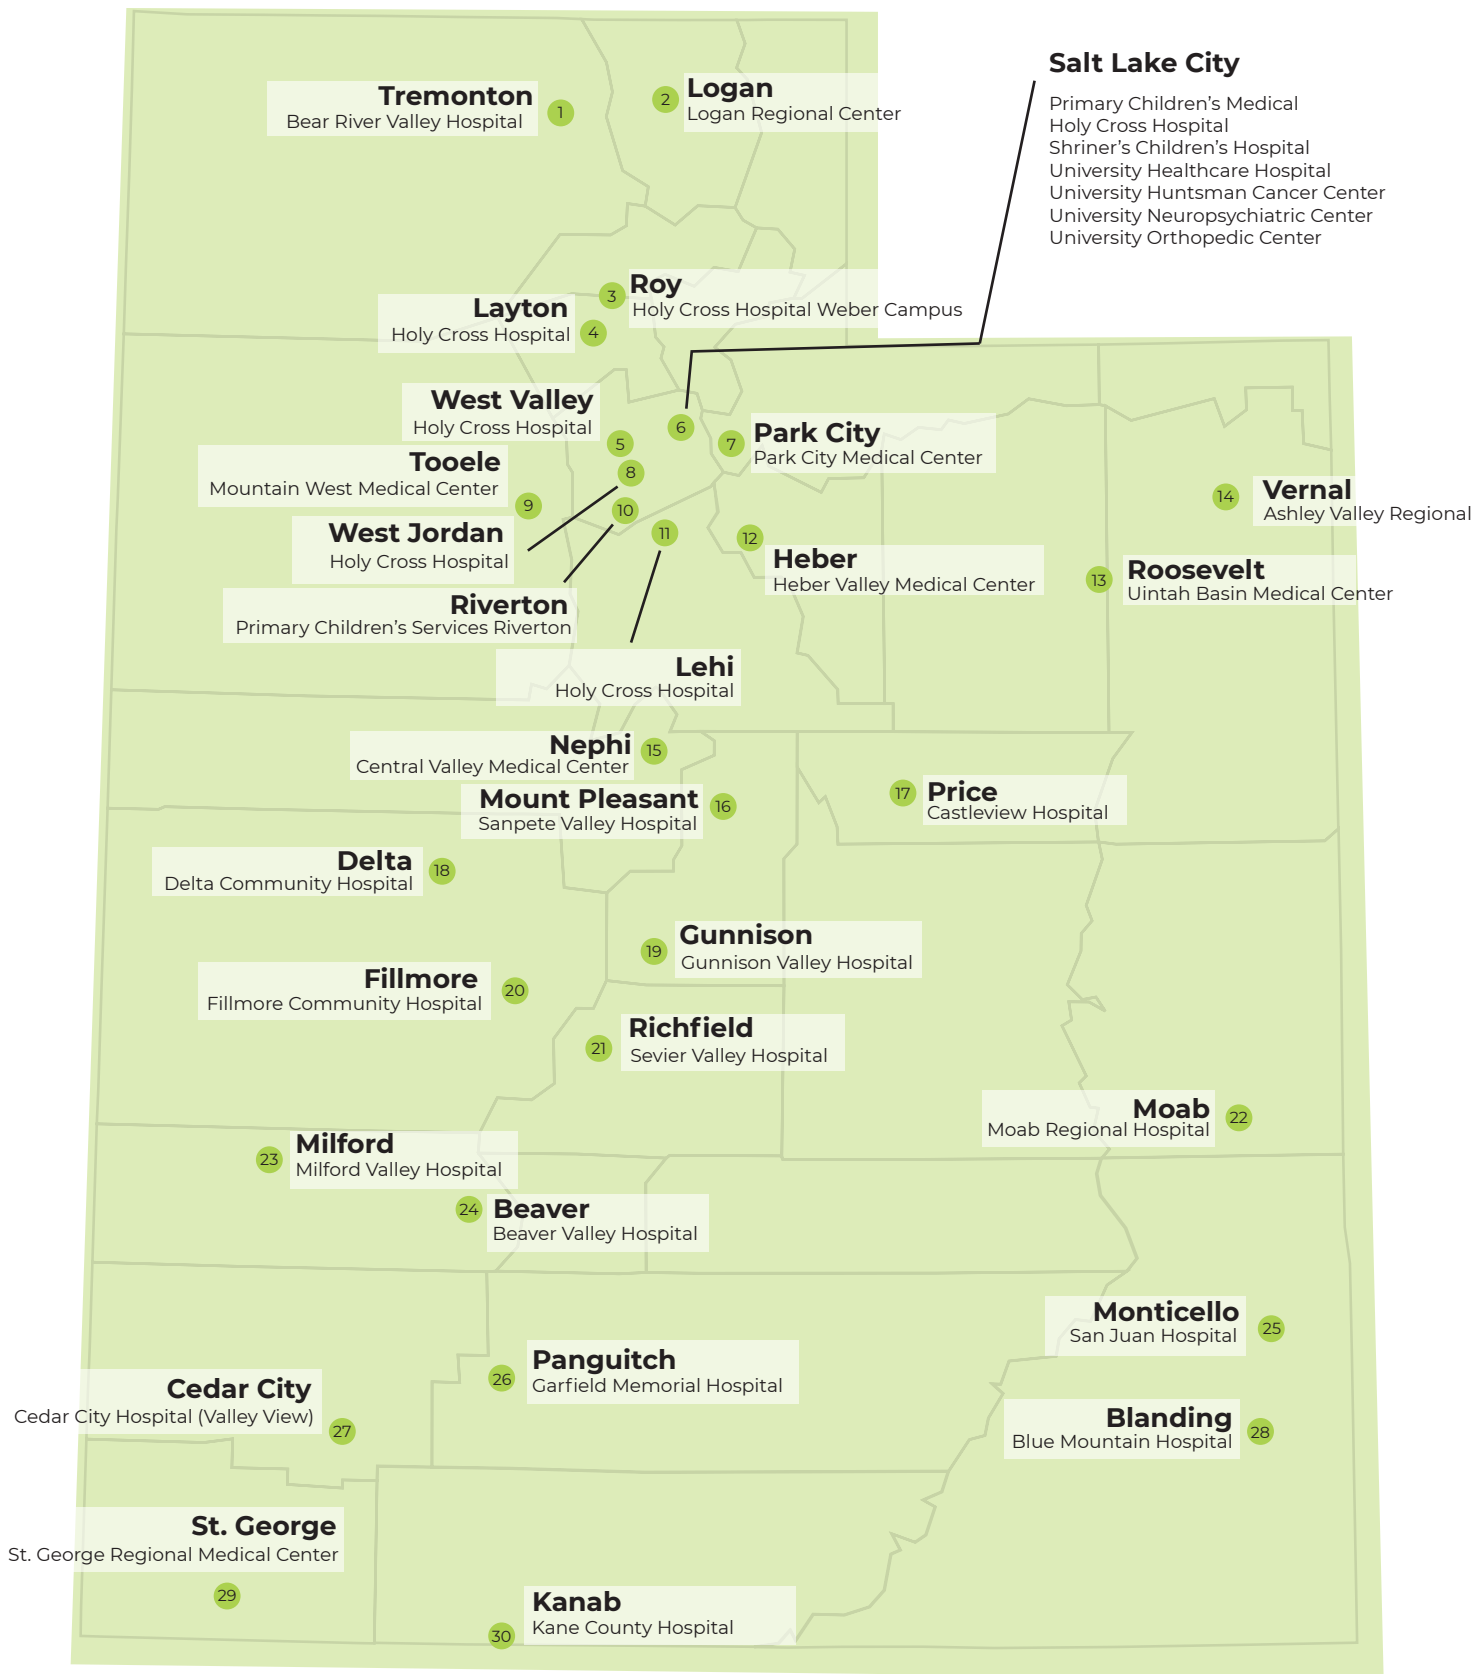 Salt Lake City
Primary Children's Medical
Holy Cross Hospital
Shriner's Children's Hospital
University Healthcare Hospital
University Huntsman Cancer Center
University Neuropsychiatric Center
University Orthopedic Center
Tremonton
Bear River Valley Hospital
1
2
Logan
Logan Regional Center
3
Roy
Holy Cross Hospital Weber Campus
Layton
Holy Cross Hospital
4
West Valley
Holy Cross Hospital
5
6
7
Park City
Park City Medical Center
8
Tooele
Mountain West Medical Center
9
West Jordan
Holy Cross Hospital
10
Riverton
Primary Children's Services Riverton
11
Lehi
Holy Cross Hospital
12
Heber
Heber Valley Medical Center
14
Vernal
Ashley Valley Regional
13
Roosevelt
Uintah Basin Medical Center
Nephi
Central Valley Medical Center
15
Mount Pleasant
Sanpete Valley Hospital
16
17
Price
Castleview Hospital
Delta
Delta Community Hospital
18
19
Gunnison
Gunnison Valley Hospital
Fillmore
Fillmore Community Hospital
20
21
Richfield
Sevier Valley Hospital
Moab
Moab Regional Hospital
22
23
Milford
Milford Valley Hospital
24
Beaver
Beaver Valley Hospital
Monticello
San Juan Hospital
25
26
Panguitch
Garfield Memorial Hospital
Cedar City
Cedar City Hospital (Valley View)
27
Blanding
Blue Mountain Hospital
28
St. George
St. George Regional Medical Center
29
30
Kanab
Kane County Hospital